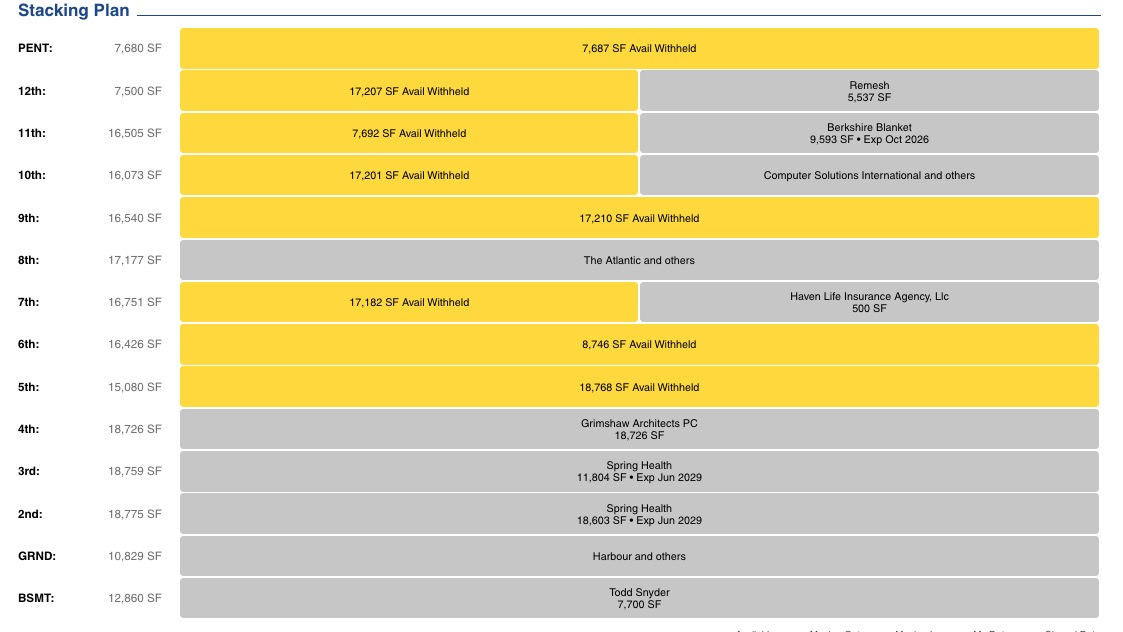 Stacking Plan
PENT: 7,680 SF 7,687 SF Avail Withheld
12th: 7,500 SF 17,207 SF Avail Withheld Remesh
5,537 SF
11th: 16,505 SF 7,692 SF Avail Withheld Berkshire Blanket
9,593 SF • Exp Oct 2026
10th: 16,073 SF 17,201 SF Avail Withheld Computer Solutions International and others
9th: 16,540 SF 17,210 SF Avail Withheld
8th: 17,177 SF The Atlantic and others
7th: 16,751 SF 17,182 SF Avail Withheld Haven Life Insurance Agency, Llc
500 SF
6th: 16,426 SF 8,746 SF Avail Withheld
5th: 15,080 SF 18,768 SF Avail Withheld
4th: 18,726 SF Grimshaw Architects PC
18,726 SF
3rd: 18,759 SF Spring Health
11,804 SF • Exp Jun 2029
2nd: 18,775 SF Spring Health
18,603 SF • Exp Jun 2029
GRND: 10,829 SF Harbour and others
BSMT: 12,860 SF Todd Snyder
7,700 SF